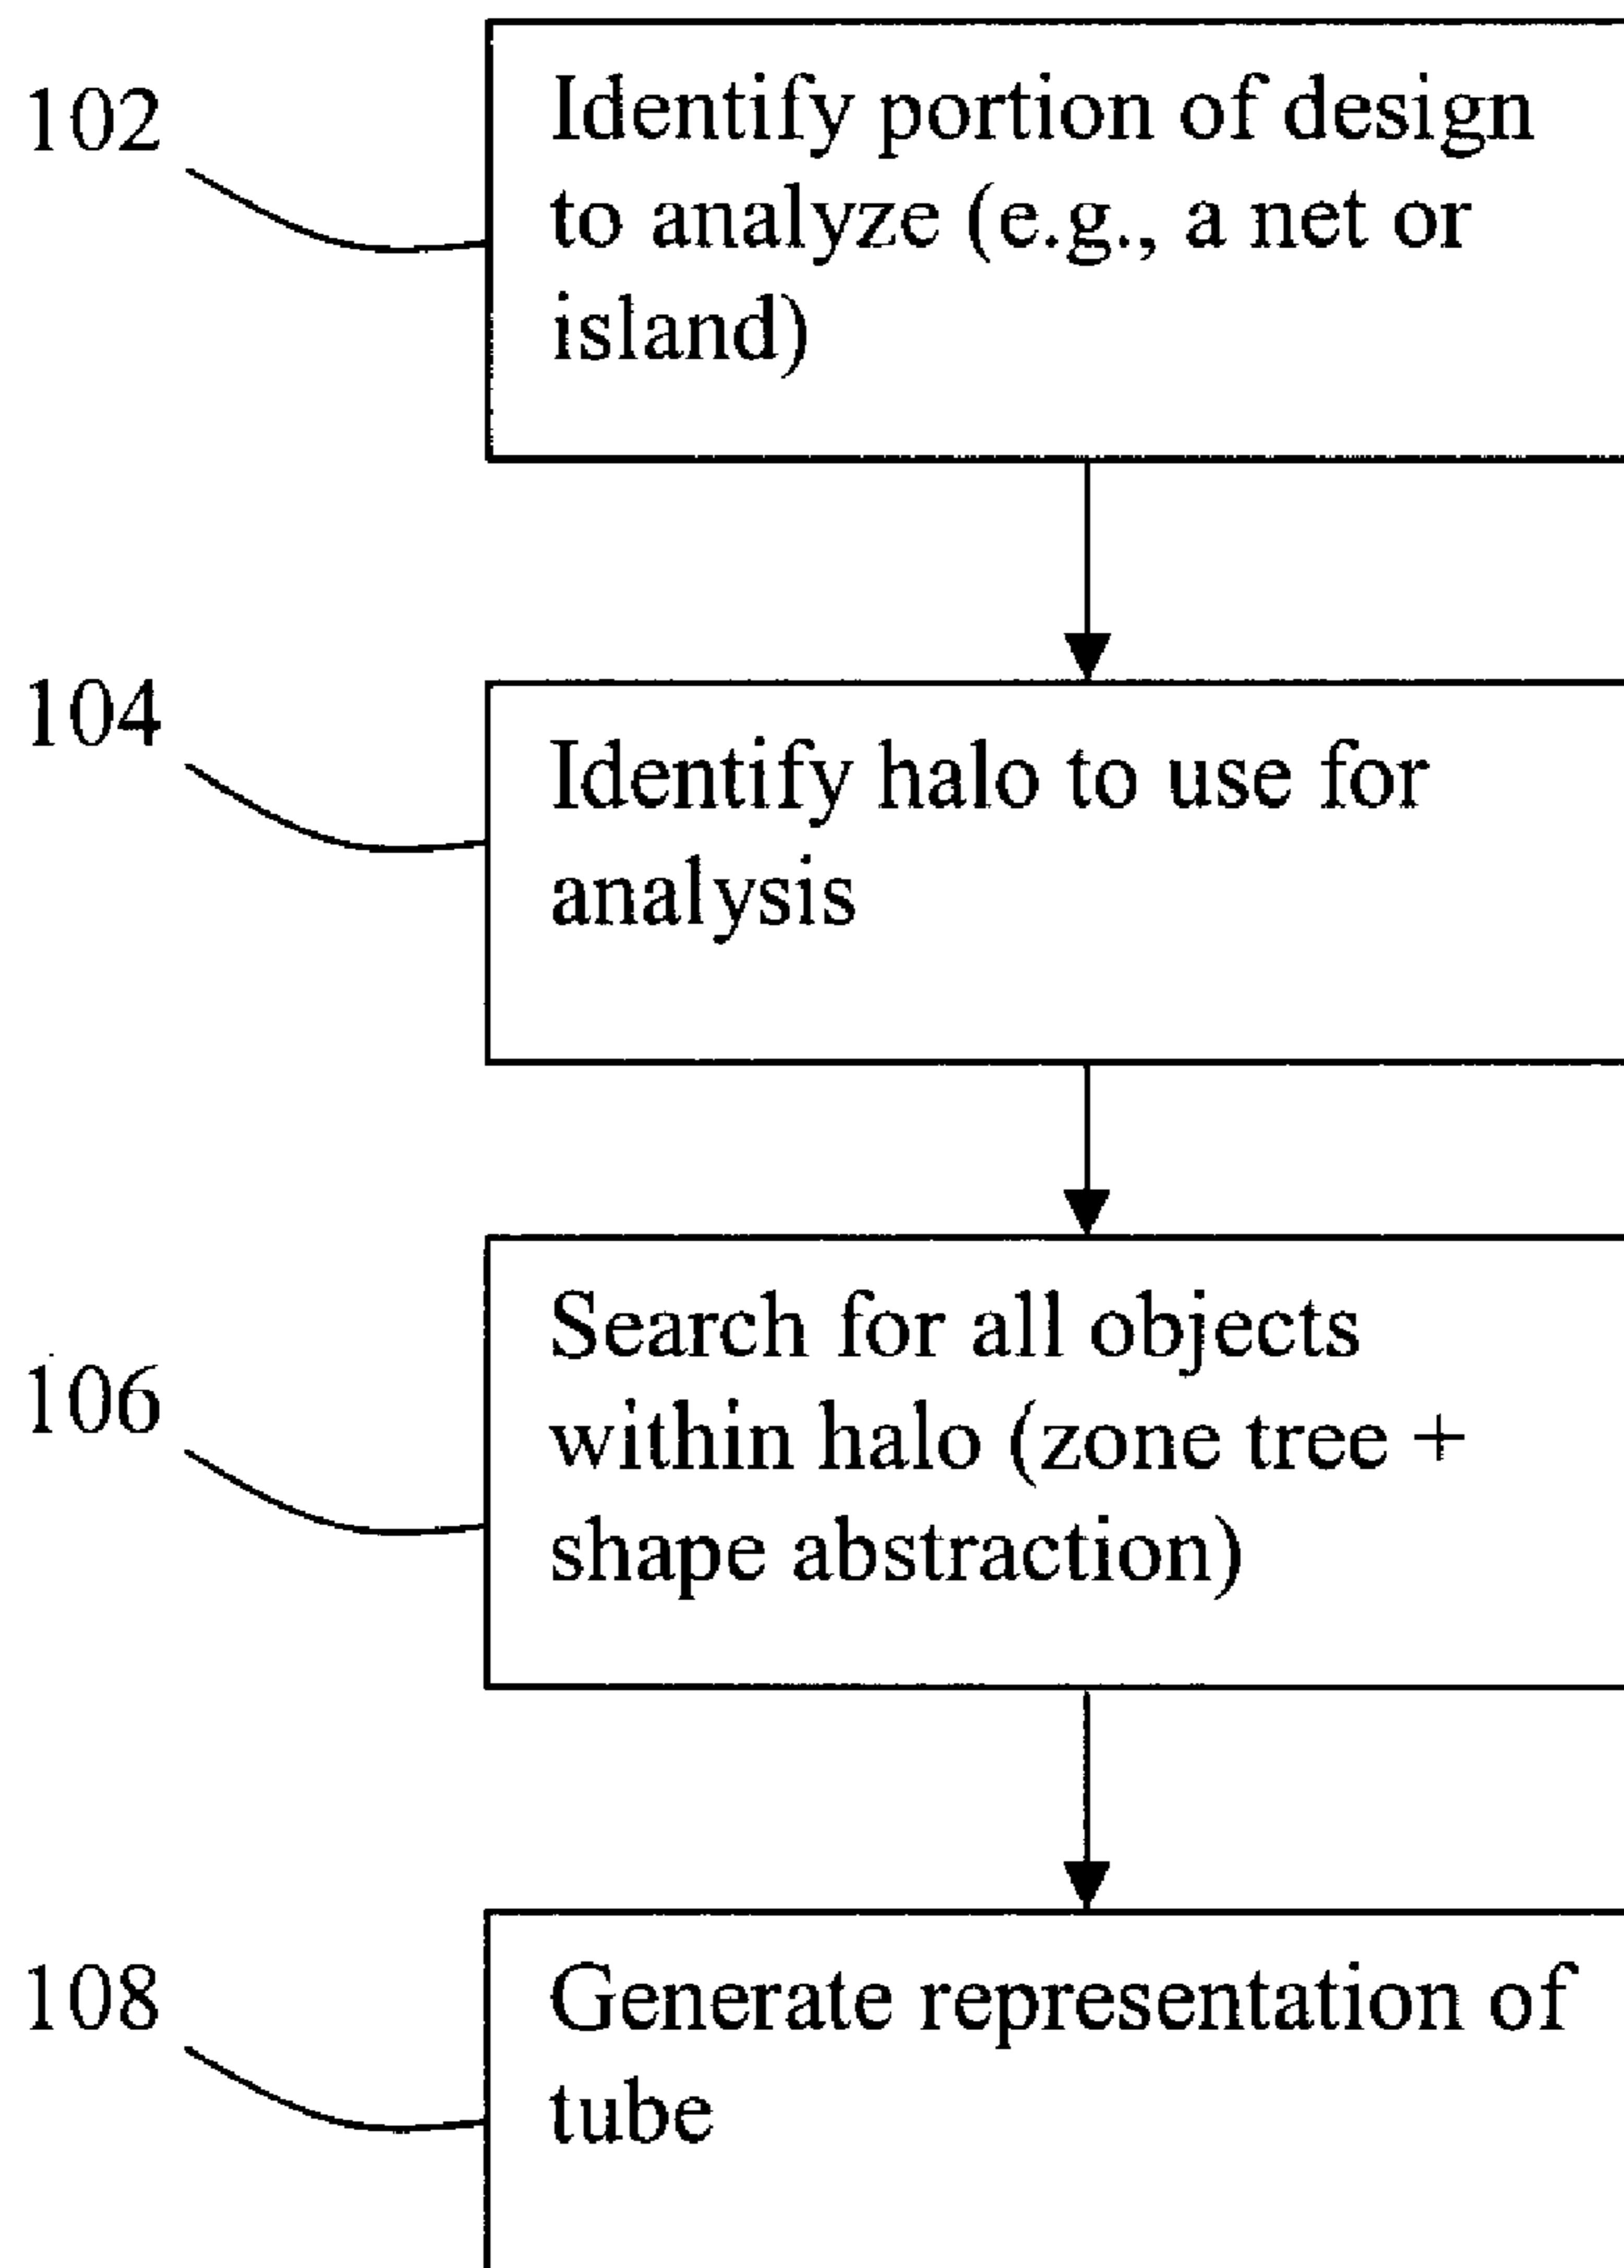 102
Identify portion of design
to analyze (e.g., a net or
island)
104
Identify halo to use for
analysis
106
Search for all objects
within halo (zone tree +
shape abstraction)
108
Generate representation of
tube